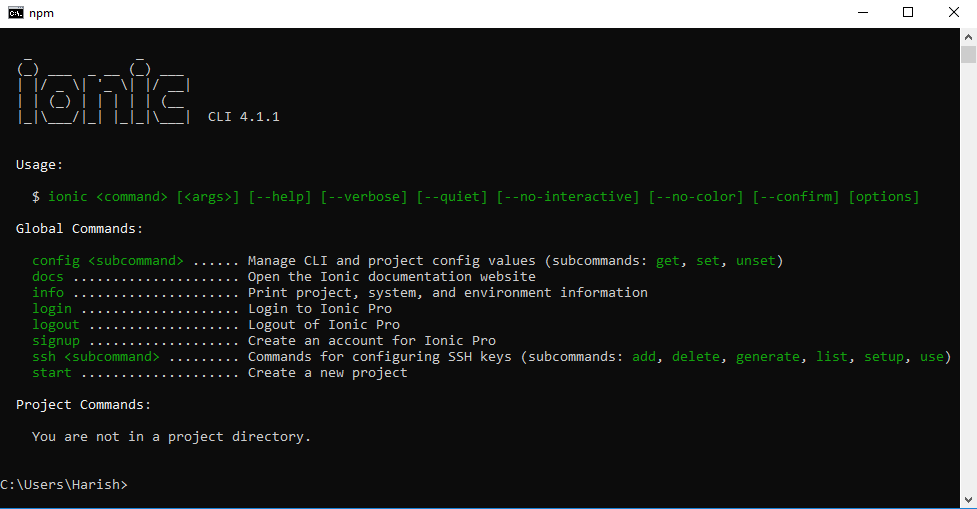 npm
ionic CLI 4.1.1
Usage:
$ ionic <command> [<args>] [--help] [--verbose] [--quiet] [--no-interactive] [--no-color] [--confirm] [options]
Global Commands:
config <subcommand> ...... Manage CLI and project config values (subcommands: get, set, unset)
docs ..................... Open the Ionic documentation website
info ..................... Print project, system, and environment information
login .................... Login to Ionic Pro
logout ................... Logout of Ionic Pro
signup ................... Create an account for Ionic Pro
ssh <subcommand> ......... Commands for configuring SSH keys (subcommands: add, delete, generate, list, setup, use)
start .................... Create a new project
Project Commands:
You are not in a project directory.
C:\Users\Harish>